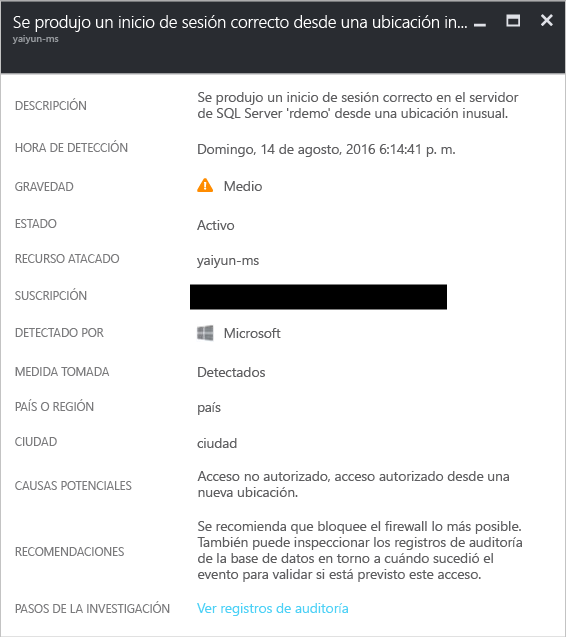 Se produjo un inicio de sesión correcto desde una ubicación in...
yaiyun-ms
DESCRIPCIÓN
Se produjo un inicio de sesión correcto en el servidor
de SQL Server 'rdemo' desde una ubicación inusual.
HORA DE DETECCIÓN
Domingo, 14 de agosto, 2016 6:14:41 p. m.
GRAVEDAD
Medio
ESTADO
Activo
RECURSO ATACADO
yaiyun-ms
SUSCRIPCIÓN
DETECTADO POR
Microsoft
MEDIDA TOMADA
Detectados
PAÍS O REGIÓN
país
CIUDAD
ciudad
CAUSAS POTENCIALES
Acceso no autorizado, acceso autorizado desde una
nueva ubicación.
RECOMENDACIONES
Se recomienda que bloquee el firewall lo más posible.
También puede inspeccionar los registros de auditoría
de la base de datos en torno a cuándo sucedió el
evento para validar si está previsto este acceso.
PASOS DE LA INVESTIGACIÓN
Ver registros de auditoría